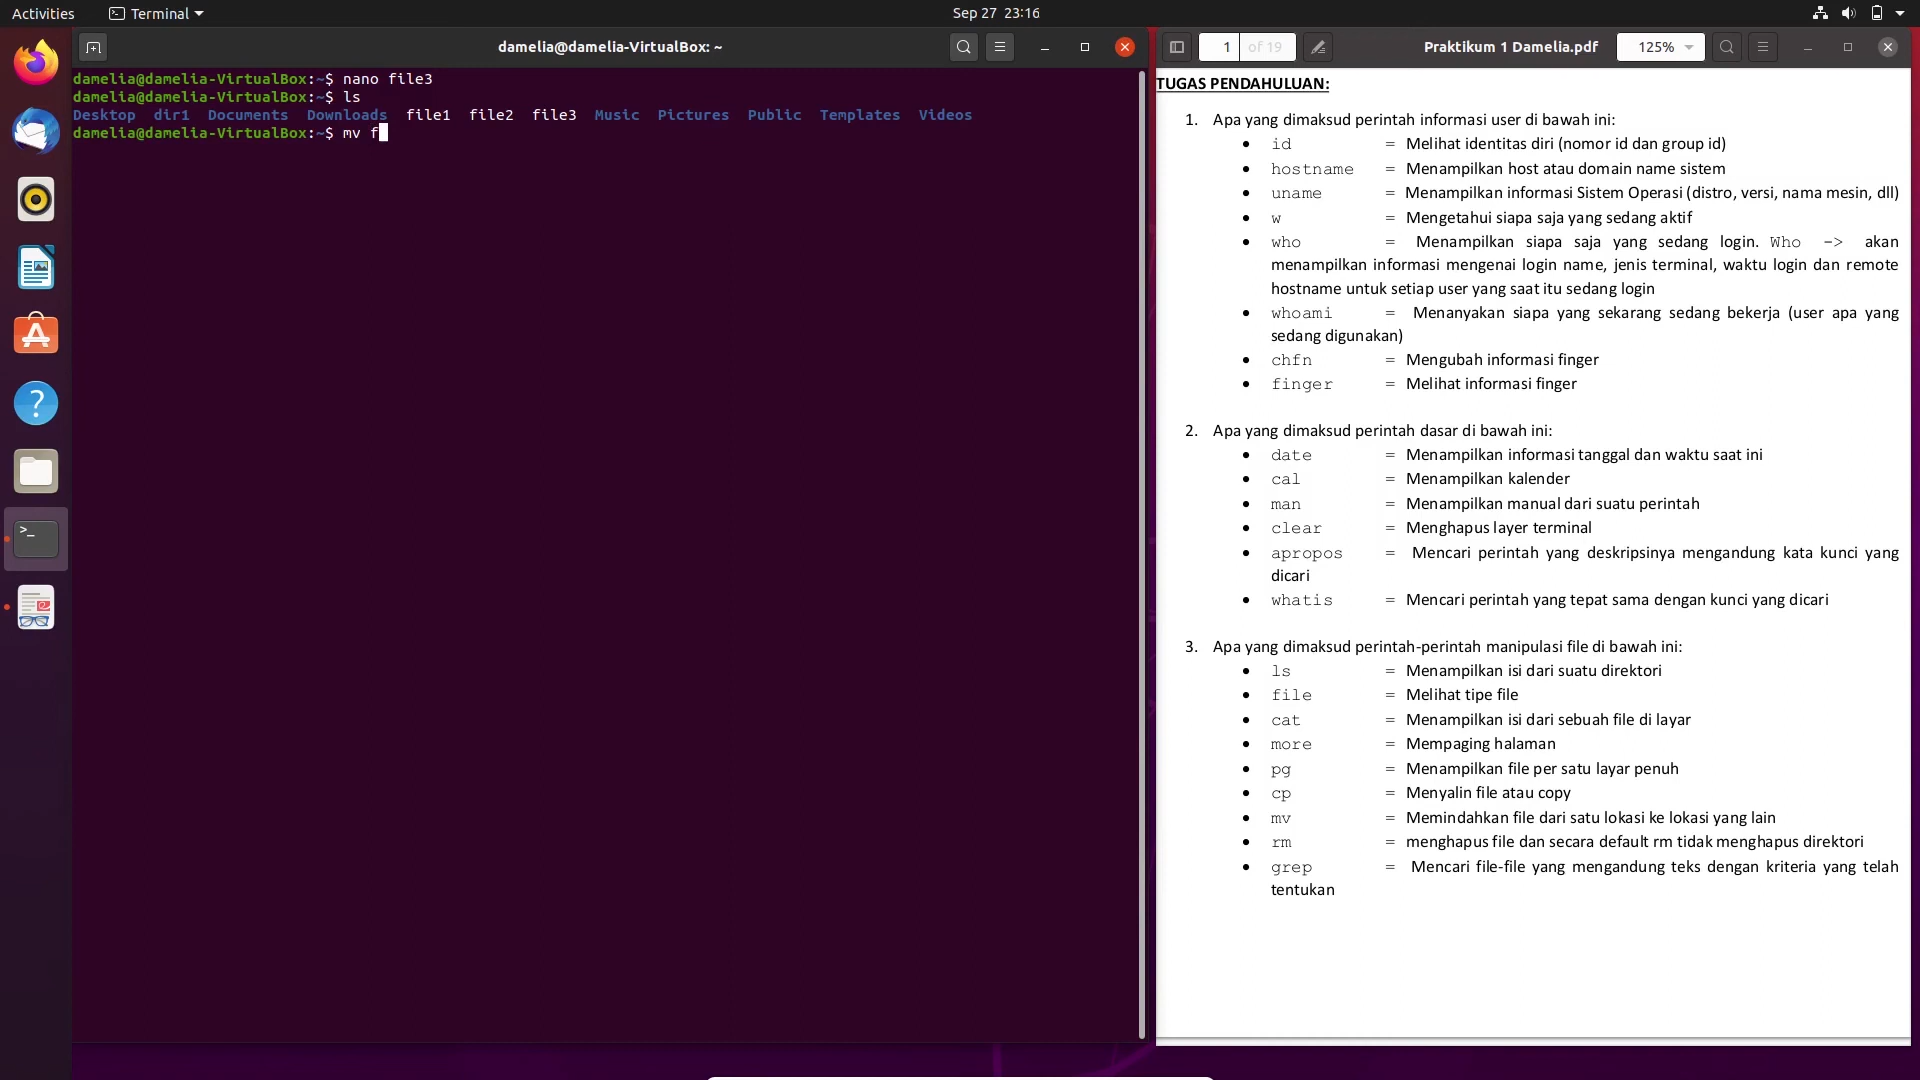 Activities Terminal Sep 27 23:16
damelia@damelia-VirtualBox: ~
damelia@damelia-VirtualBox:~$ nano file3
damelia@damelia-VirtualBox:~$ ls
Desktop dir1 Documents Downloads file1 file2 file3 Music Pictures Public Templates Videos
damelia@damelia-VirtualBox:~$ mv f
1 of 19 Praktikum 1 Damelia.pdf 125%
TUGAS PENDAHULUAN:
1. Apa yang dimaksud perintah informasi user di bawah ini:
• id = Melihat identitas diri (nomor id dan group id)
• hostname = Menampilkan host atau domain name sistem
• uname = Menampilkan informasi Sistem Operasi (distro, versi, nama mesin, dll)
• w = Mengetahui siapa saja yang sedang aktif
• who = Menampilkan siapa saja yang sedang login. Who -> akan
menampilkan informasi mengenai login name, jenis terminal, waktu login dan remote
hostname untuk setiap user yang saat itu sedang login
• whoami = Menanyakan siapa yang sekarang sedang bekerja (user apa yang
sedang digunakan)
• chfn = Mengubah informasi finger
• finger = Melihat informasi finger
2. Apa yang dimaksud perintah dasar di bawah ini:
• date = Menampilkan informasi tanggal dan waktu saat ini
• cal = Menampilkan kalender
• man = Menampilkan manual dari suatu perintah
• clear = Menghapus layer terminal
• apropos = Mencari perintah yang deskripsinya mengandung kata kunci yang
dicari
• whatis = Mencari perintah yang tepat sama dengan kunci yang dicari
3. Apa yang dimaksud perintah-perintah manipulasi file di bawah ini:
• ls = Menampilkan isi dari suatu direktori
• file = Melihat tipe file
• cat = Menampilkan isi dari sebuah file di layar
• more = Mempaging halaman
• pg = Menampilkan file per satu layar penuh
• cp = Menyalin file atau copy
• mv = Memindahkan file dari satu lokasi ke lokasi yang lain
• rm = menghapus file dan secara default rm tidak menghapus direktori
• grep = Mencari file-file yang mengandung teks dengan kriteria yang telah
tentukan